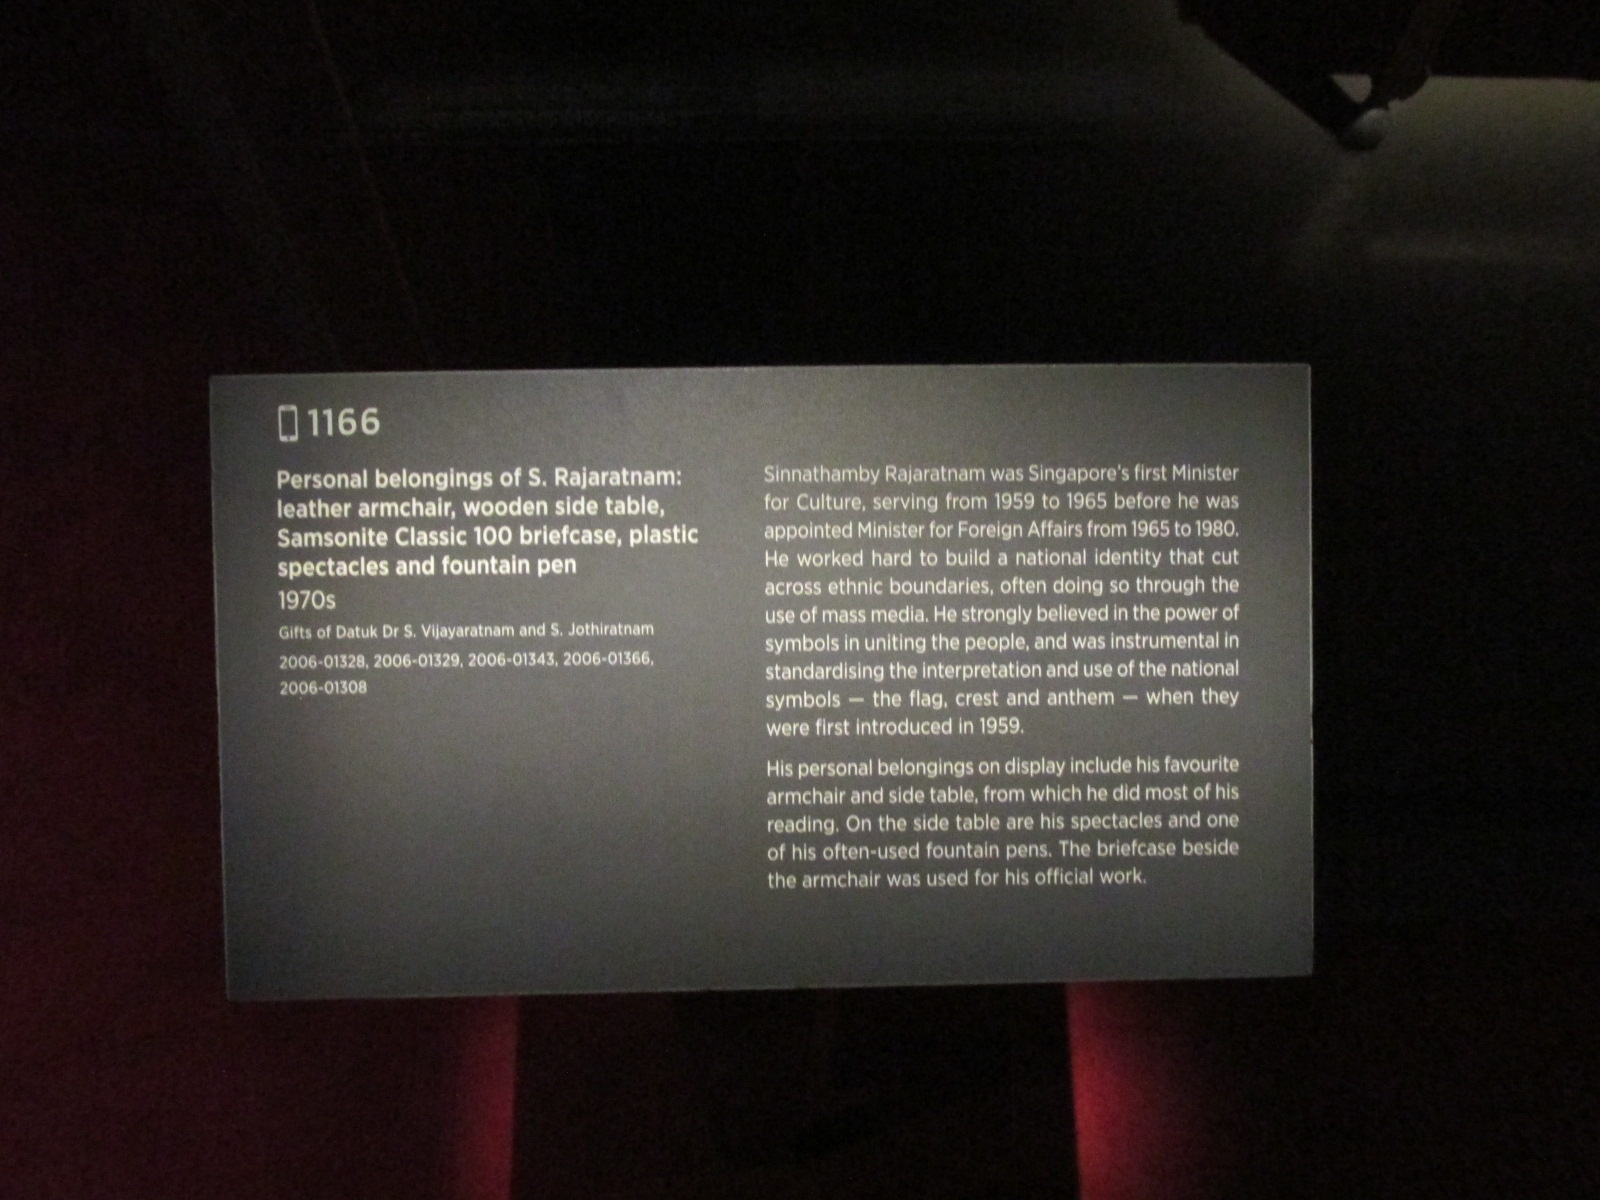 1166
Personal belongings of S. Rajaratnam:
leather armchair, wooden side table,
Samsonite Classic 100 briefcase, plastic
spectacles and fountain pen
1970s
Gifts of Datuk Dr S. Vijayaratnam and S. Jothiratnam
2006-01328, 2006-01329, 2006-01343, 2006-01366,
2006-01308
Sinnathamby Rajaratnam was Singapore's first Minister
for Culture, serving from 1959 to 1965 before he was
appointed Minister for Foreign Affairs from 1965 to 1980.
He worked hard to build a national identity that cut
across ethnic boundaries, often doing so through the
use of mass media. He strongly believed in the power of
symbols in uniting the people, and was instrumental in
standardising the interpretation and use of the national
symbols — the flag, crest and anthem — when they
were first introduced in 1959.
His personal belongings on display include his favourite
armchair and side table, from which he did most of his
reading. On the side table are his spectacles and one
of his often-used fountain pens. The briefcase beside
the armchair was used for his official work.